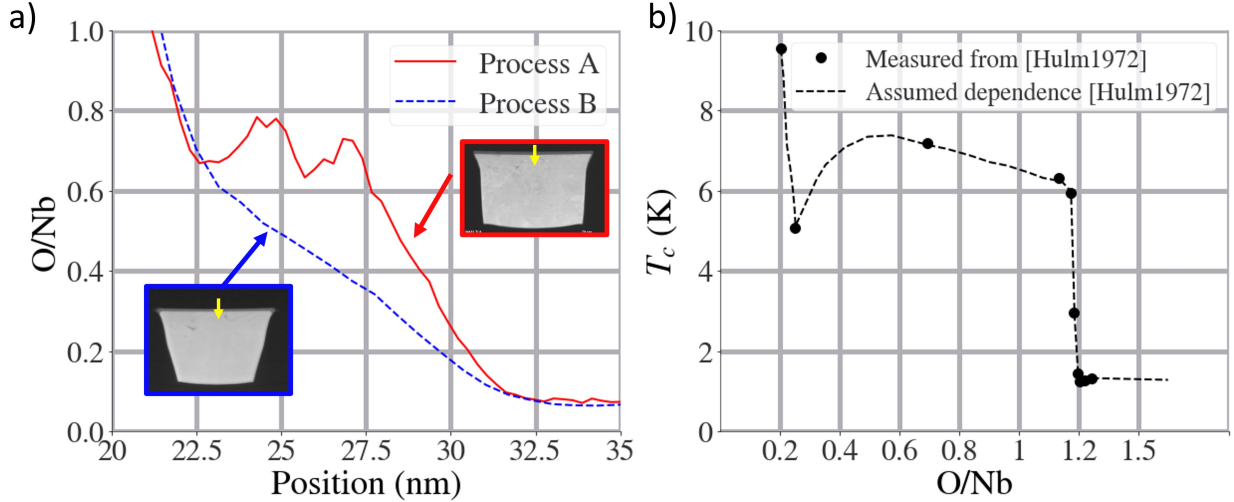 a)
1.0
0.8
0.6
0.4
0.2
0.0
O/Nb
20
22.5
25
27.5
30
32.5
35
Position (nm)
Process A
Process B
b)
10
8
6
4
2
0
T_c (K)
0.2
0.4
0.6
0.8
1
1.2
1.5
O/Nb
Measured from [Hulm1972]
Assumed dependence [Hulm1972]